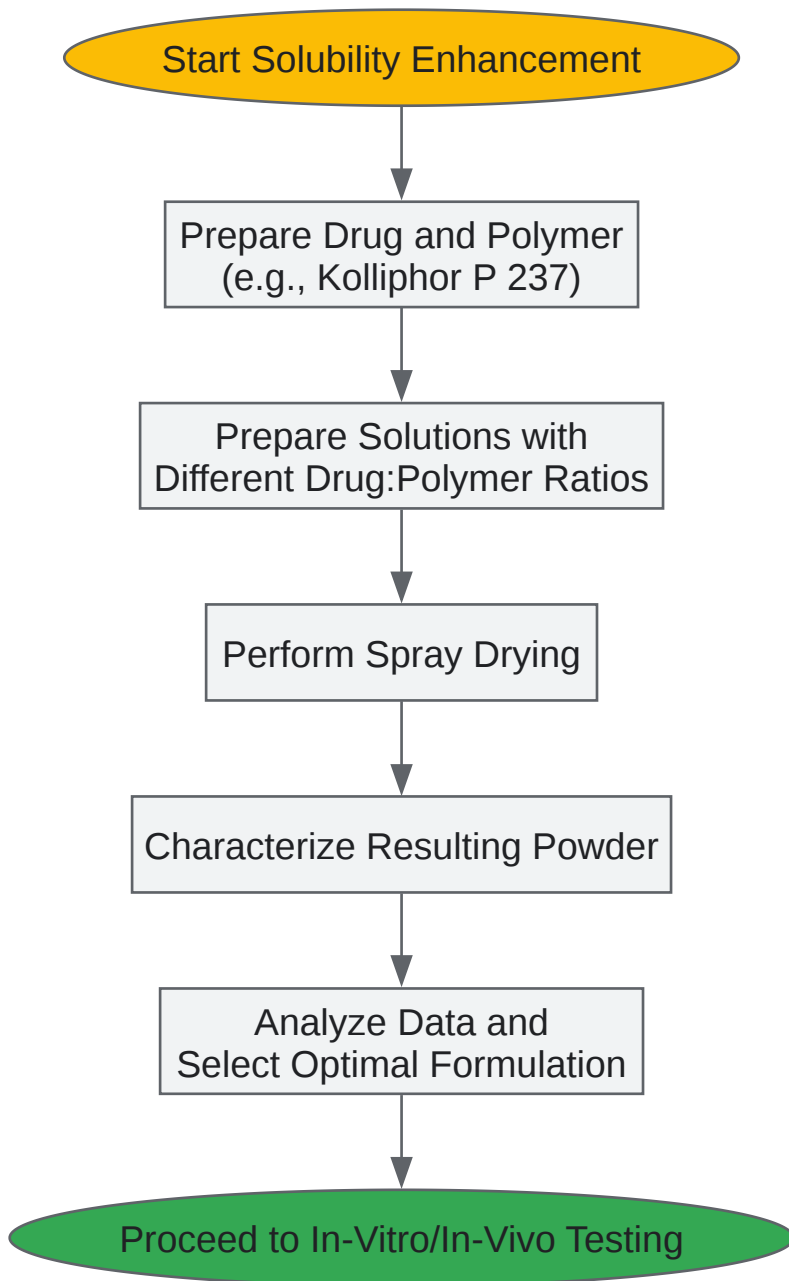 Start Solubility Enhancement
Prepare Drug and Polymer
(e.g., Kolliphor P 237)
Prepare Solutions with
Different Drug:Polymer Ratios
Perform Spray Drying
Characterize Resulting Powder
Analyze Data and
Select Optimal Formulation
Proceed to In-Vitro/In-Vivo Testing